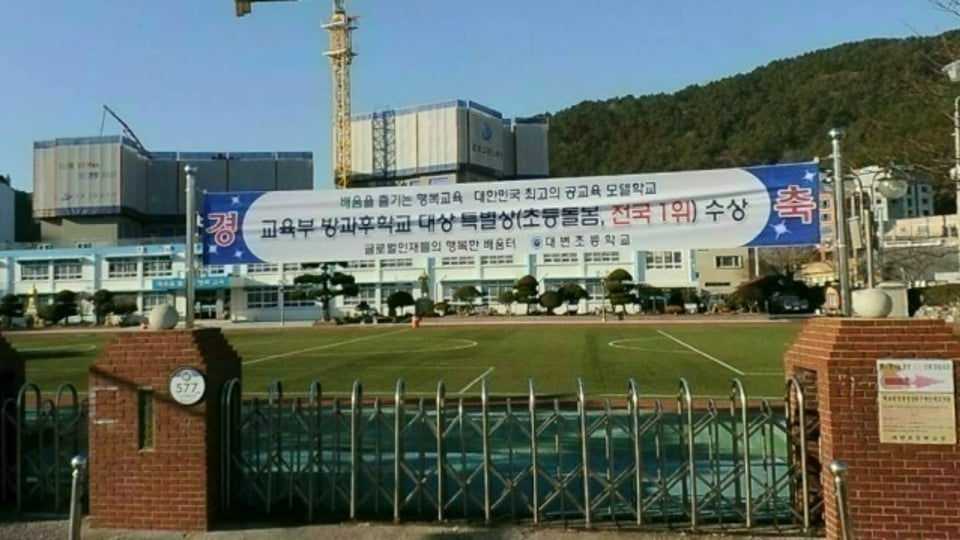 배움을 즐기는 행복교육 대한민국 최고의 공교육 모델학교
경 교육부 방과후학교 대상 특별상(초등돌봄, 전국 1위) 수상 축
글로벌인재들의 행복한 배움터 대변초등학교
577